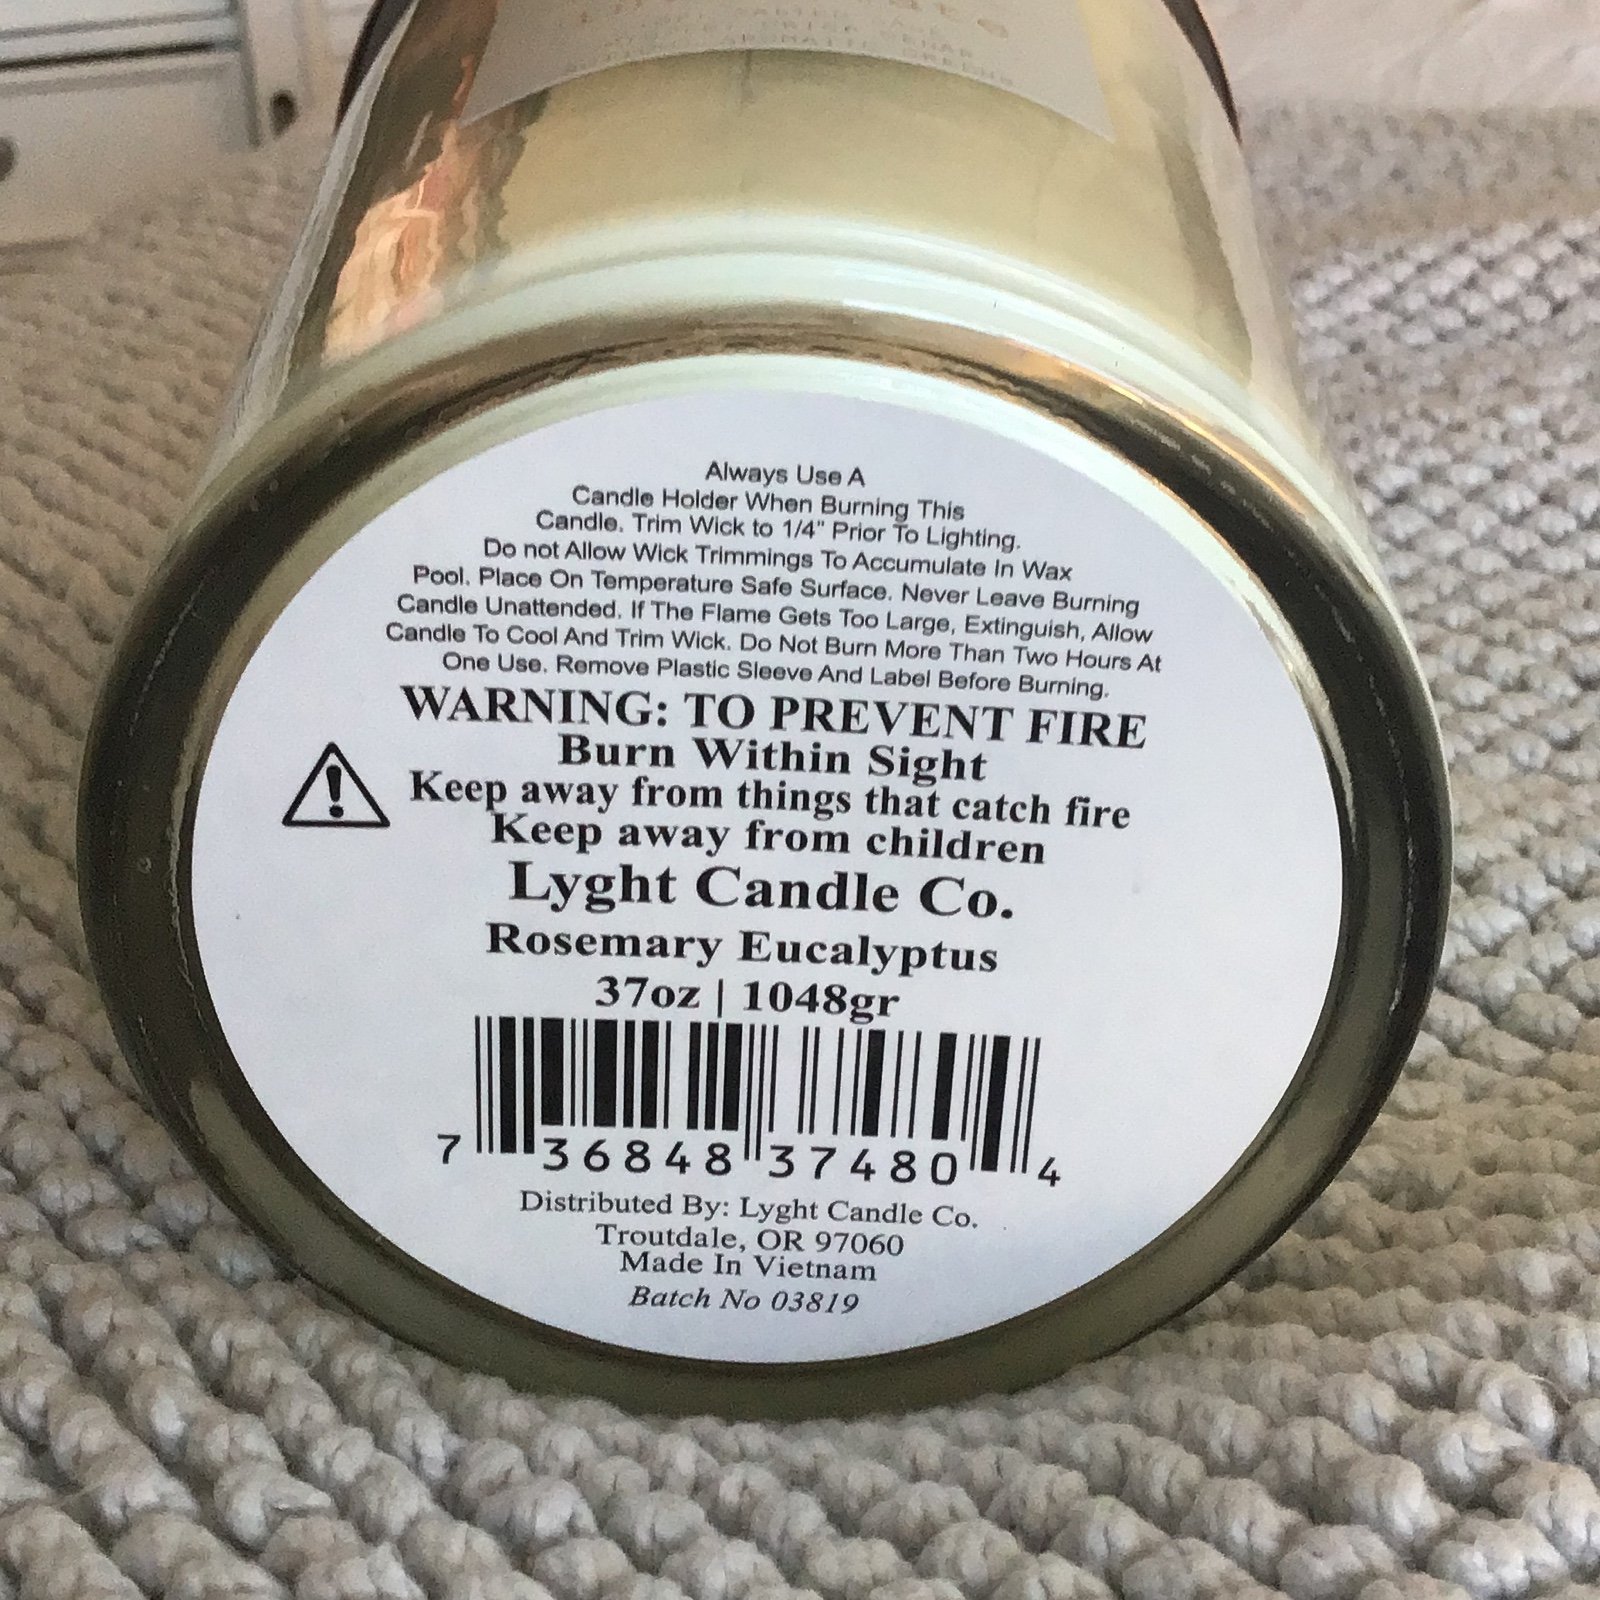 Always Use A
Candle Holder When Burning This
Candle. Trim Wick to 1/4" Prior To Lighting.
Do not Allow Wick Trimmings To Accumulate In Wax
Pool. Place On Temperature Safe Surface. Never Leave Burning
Candle Unattended. If The Flame Gets Too Large, Extinguish, Allow
Candle To Cool And Trim Wick. Do Not Burn More Than Two Hours At
One Use. Remove Plastic Sleeve And Label Before Burning.
WARNING: TO PREVENT FIRE
Burn Within Sight
Keep away from things that catch fire
Keep away from children
Lyght Candle Co.
Rosemary Eucalyptus
37oz | 1048gr
7 36848 37480 4
Distributed By: Lyght Candle Co.
Troutdale, OR 97060
Made In Vietnam
Batch No 03819